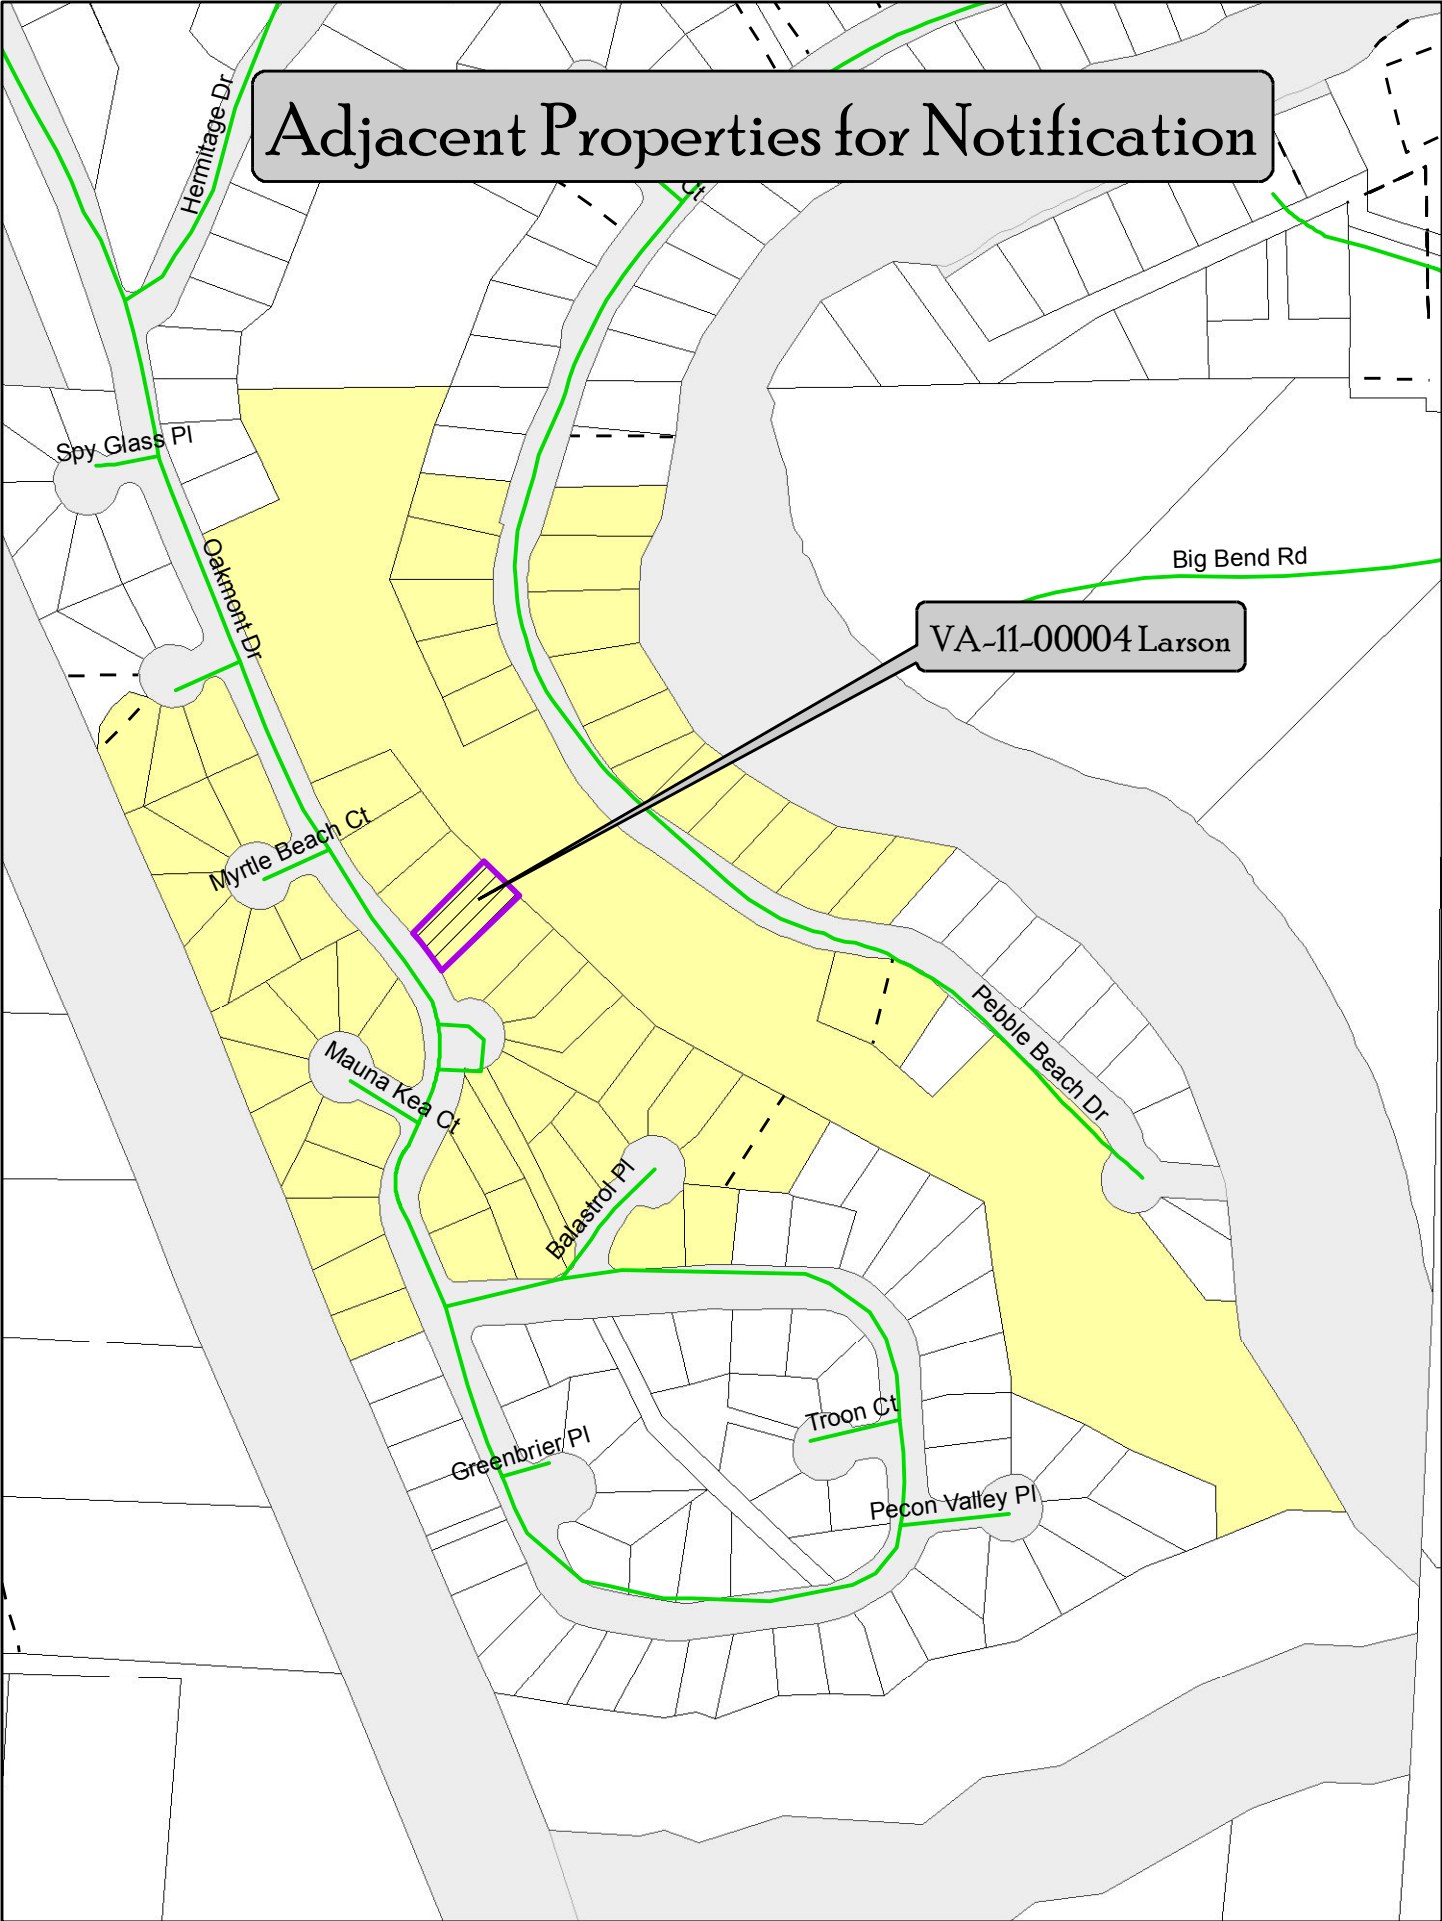 Hermitage Dr
Adjacent Properties for Notification
Ct
Spy Glass Pl
Oakmont Dr
Big Bend Rd
VA-11-00004 Larson
Myrtle Beach Ct
Pebble Beach Dr
Mauna Kea Ct
Balastrol Pl
Troon Ct
Greenbrier Pl
Pecon Valley Pl